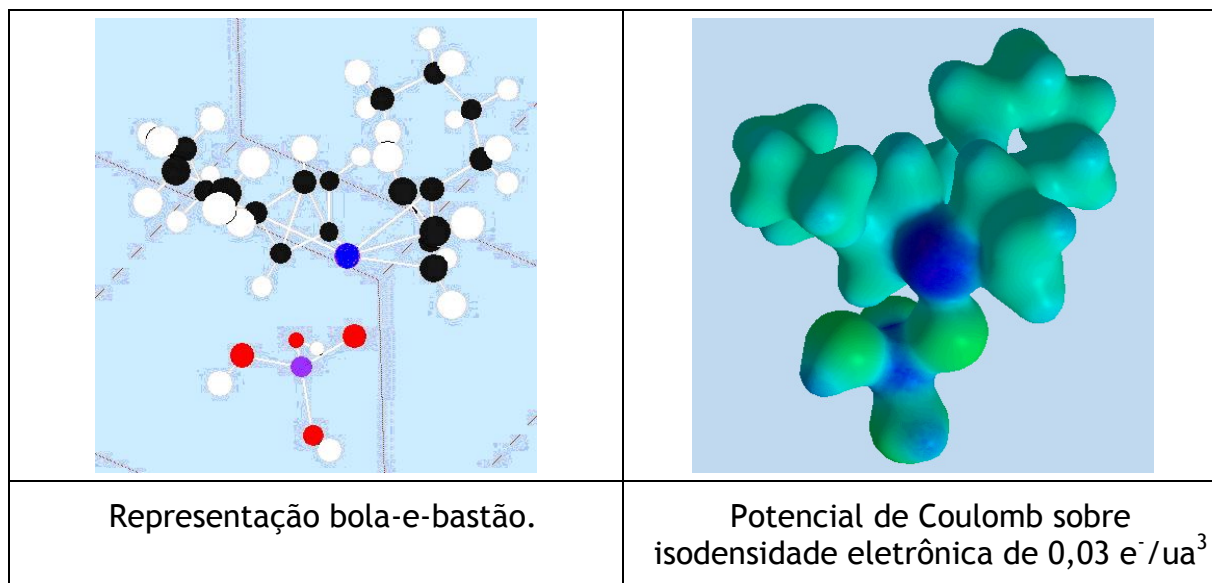 Representação bola-e-bastão.
Potencial de Coulomb sobre
isodensidade eletrônica de 0,03 e⁻/ua³